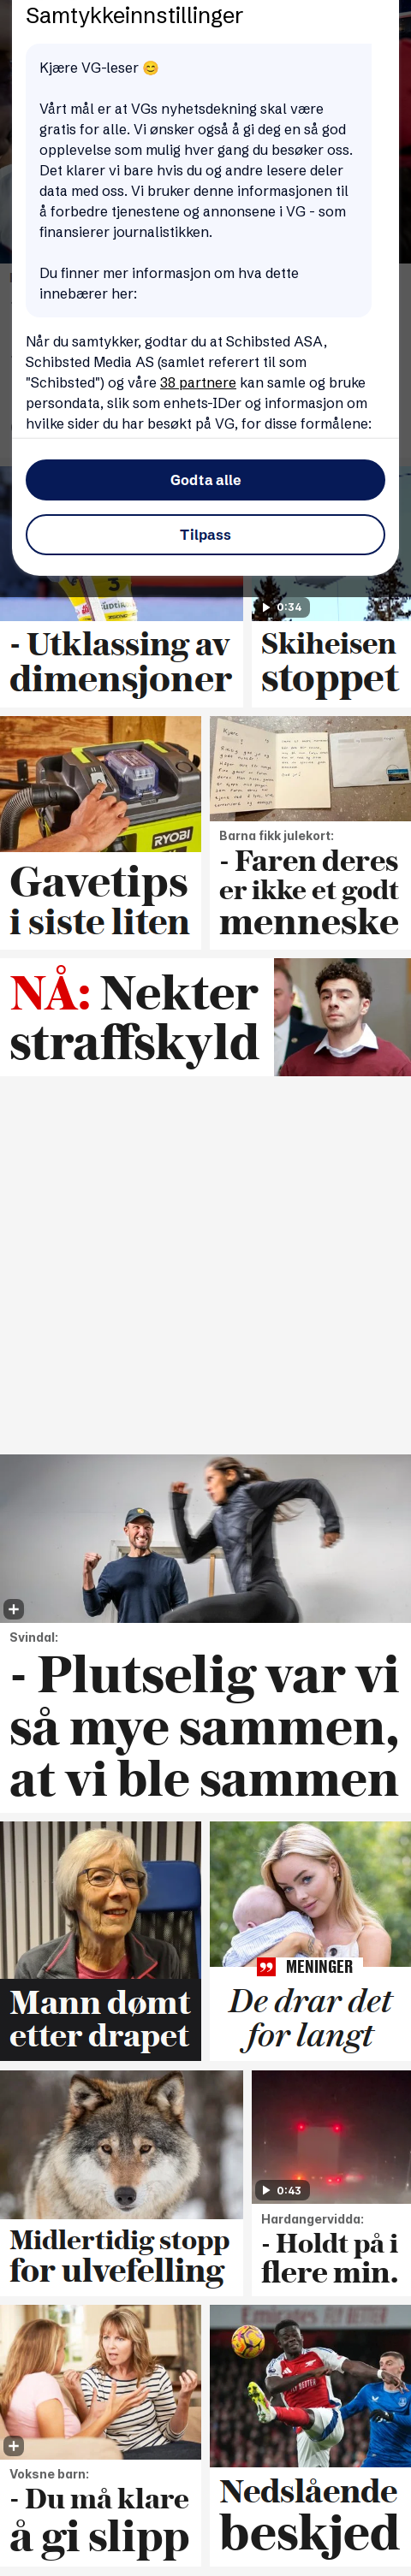 Samtykkeinnstillinger
Kjære VG-leser 😊
Vårt mål er at VGs nyhetsdekning skal være
gratis for alle. Vi ønsker også å gi deg en så god
opplevelse som mulig hver gang du besøker oss.
Det klarer vi bare hvis du og andre lesere deler
data med oss. Vi bruker denne informasjonen til
å forbedre tjenestene og annonsene i VG - som
finansierer journalistikken.
Du finner mer informasjon om hva dette
innebærer her:
Når du samtykker, godtar du at Schibsted ASA,
Schibsted Media AS (samlet referert til som
"Schibsted") og våre 38 partnere kan samle og bruke
persondata, slik som enhets-IDer og informasjon om
hvilke sider du har besøkt på VG, for disse formålene:
Godta alle
Tilpass
3
0:34
- Utklassing av
dimensjoner
Skiheisen
stoppet
RYOBI
Gavetips
i siste liten
Barna fikk julekort:
- Faren deres
er ikke et godt
menneske
NÅ: Nekter
straffskyld
Svindal:
- Plutselig var vi
så mye sammen,
at vi ble sammen
Mann dømt
etter drapet
MENINGER
De drar det
for langt
Midlertidig stopp
for ulvefelling
0:43
Hardangervidda:
- Holdt på i
flere min.
Voksne barn:
- Du må klare
å gi slipp
Nedslående
beskjed